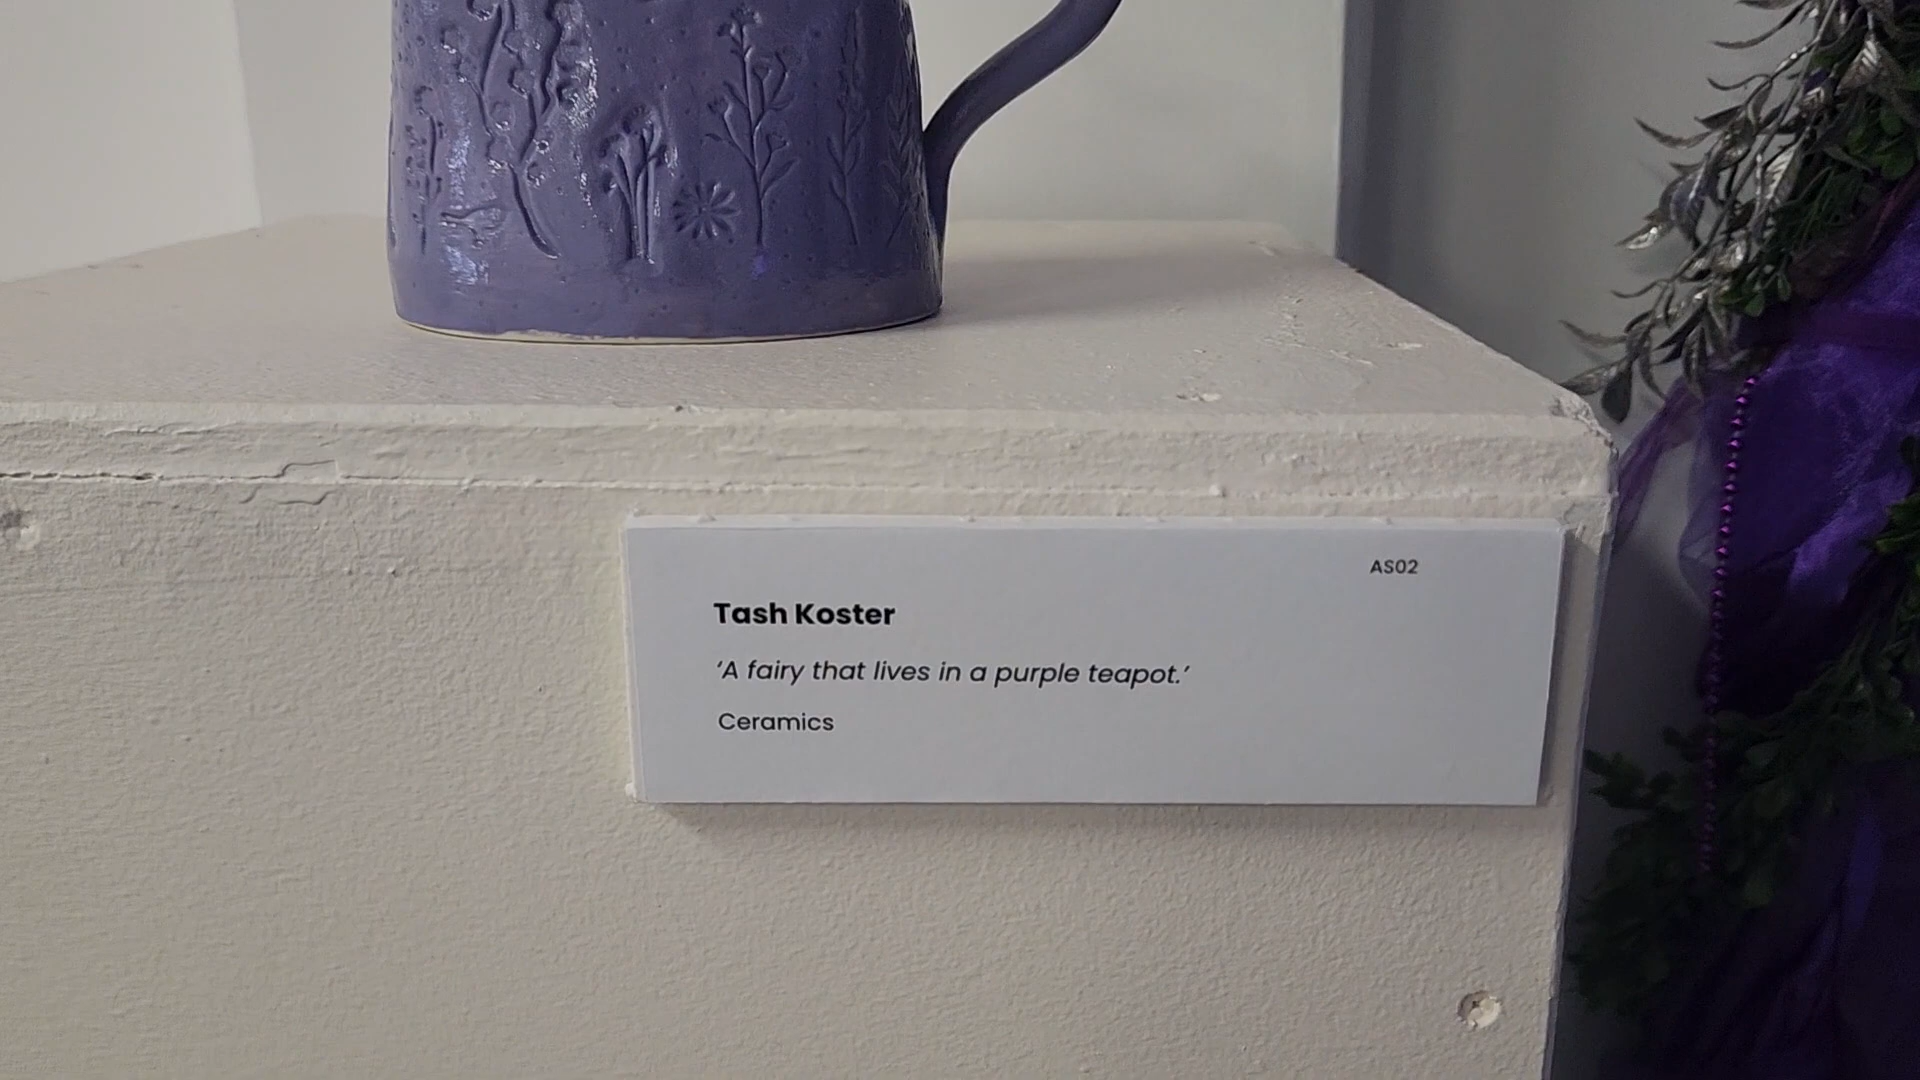 AS02
Tash Koster
‘A fairy that lives in a purple teapot.’
Ceramics